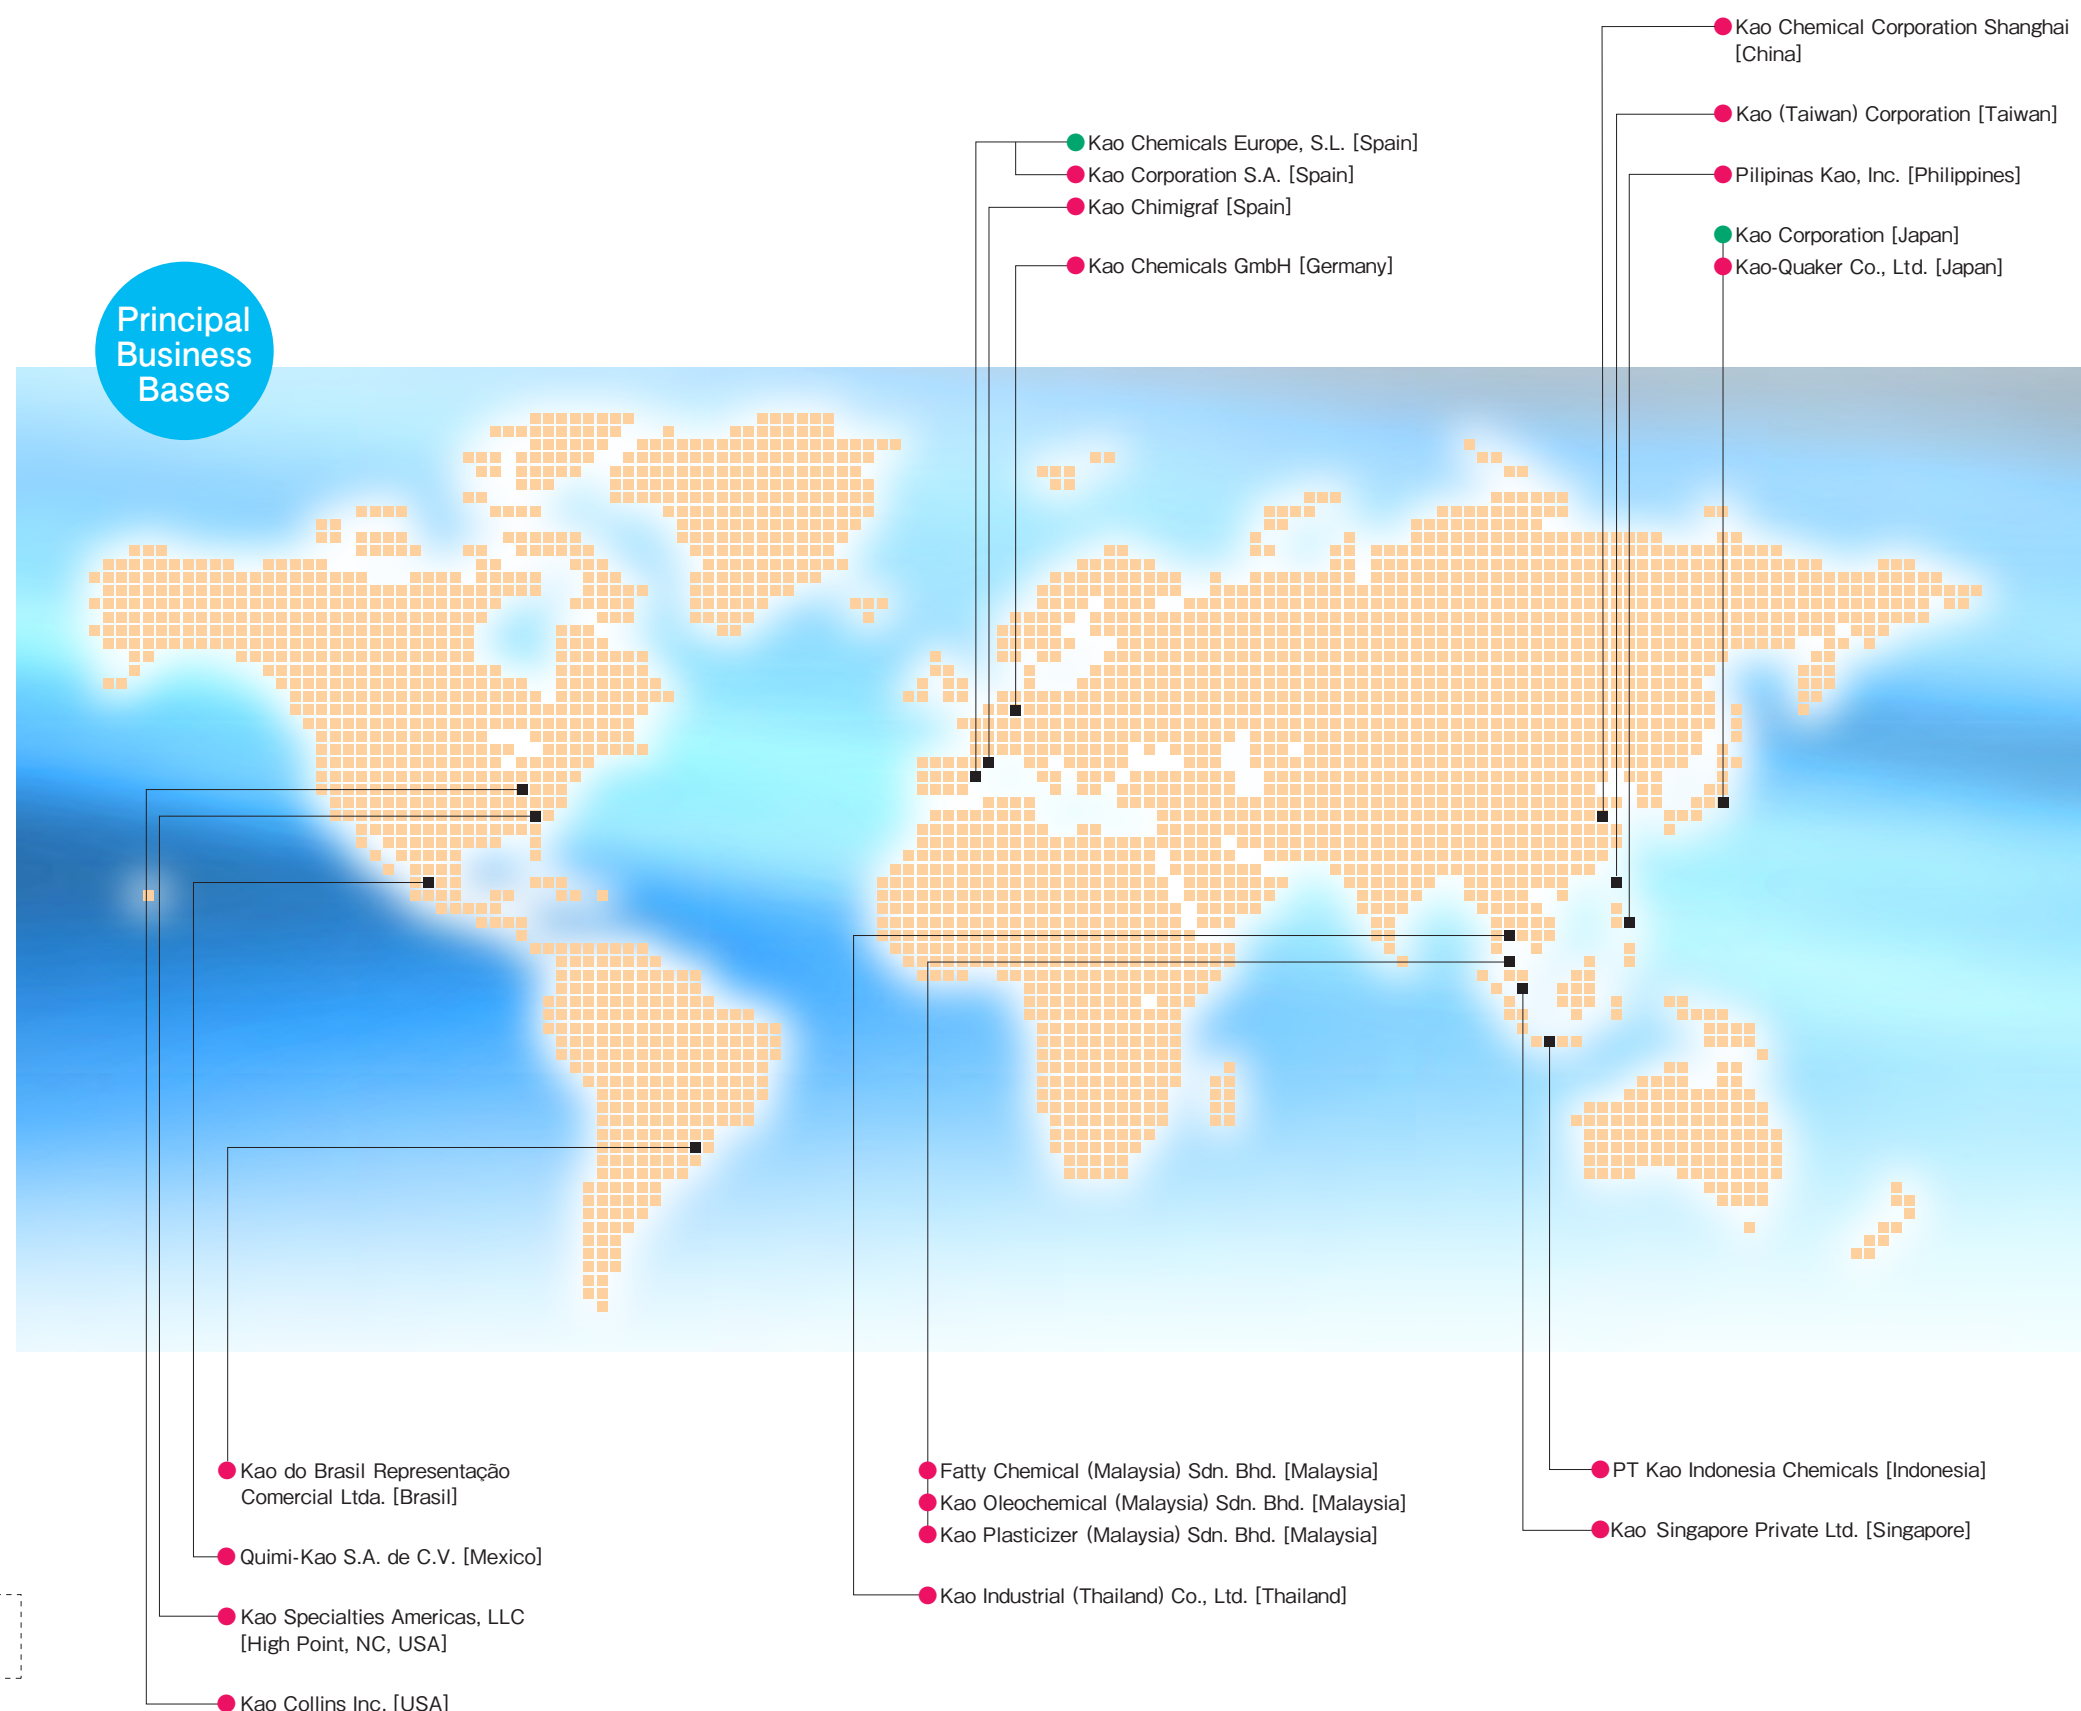 Principal
Business
Bases
Kao Chemicals Europe, S.L. [Spain]
Kao Corporation S.A. [Spain]
Kao Chimigraf [Spain]
Kao Chemicals GmbH [Germany]
Kao Chemical Corporation Shanghai
[China]
Kao (Taiwan) Corporation [Taiwan]
Pilipinas Kao, Inc. [Philippines]
Kao Corporation [Japan]
Kao-Quaker Co., Ltd. [Japan]
Kao do Brasil Representação
Comercial Ltda. [Brasil]
Quimi-Kao S.A. de C.V. [Mexico]
Kao Specialties Americas, LLC
[High Point, NC, USA]
Kao Collins Inc. [USA]
Fatty Chemical (Malaysia) Sdn. Bhd. [Malaysia]
Kao Oleochemical (Malaysia) Sdn. Bhd. [Malaysia]
Kao Plasticizer (Malaysia) Sdn. Bhd. [Malaysia]
Kao Industrial (Thailand) Co., Ltd. [Thailand]
PT Kao Indonesia Chemicals [Indonesia]
Kao Singapore Private Ltd. [Singapore]